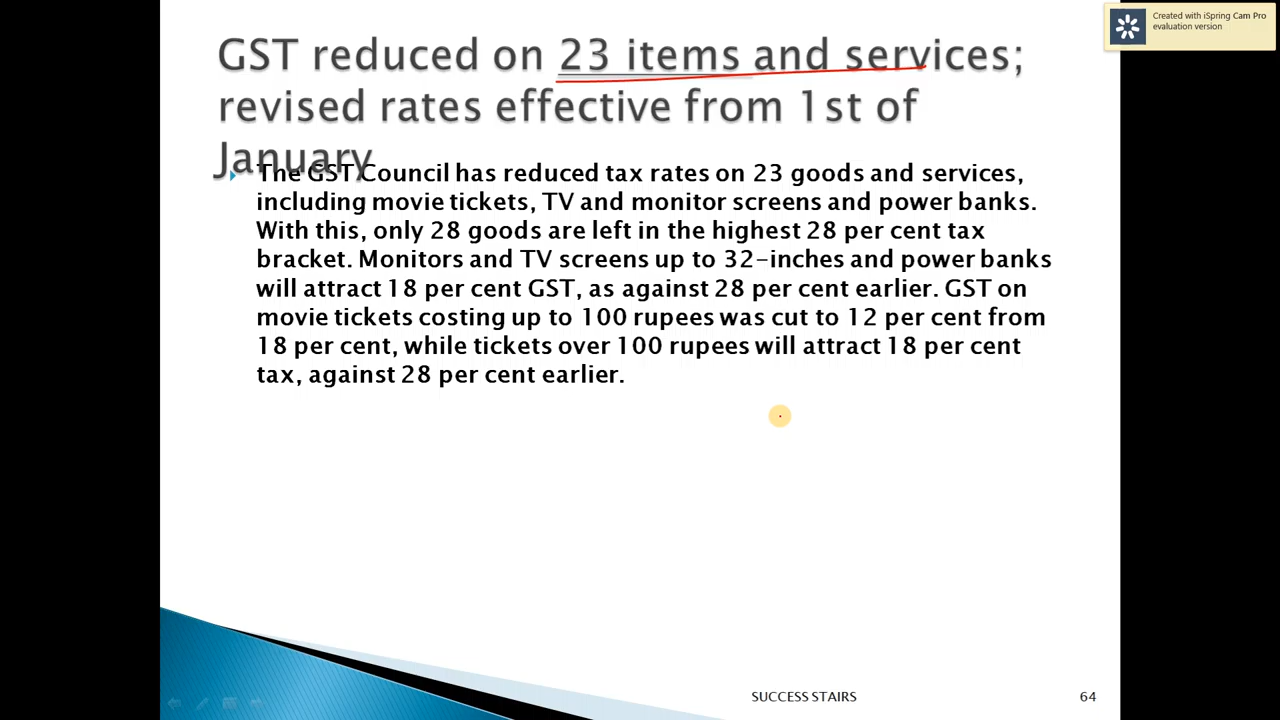 Created with iSpring Cam Pro
evaluation version
GST reduced on 23 items and services;
revised rates effective from 1st of
January
The GST Council has reduced tax rates on 23 goods and services,
including movie tickets, TV and monitor screens and power banks.
With this, only 28 goods are left in the highest 28 per cent tax
bracket. Monitors and TV screens up to 32-inches and power banks
will attract 18 per cent GST, as against 28 per cent earlier. GST on
movie tickets costing up to 100 rupees was cut to 12 per cent from
18 per cent, while tickets over 100 rupees will attract 18 per cent
tax, against 28 per cent earlier.
SUCCESS STAIRS
64